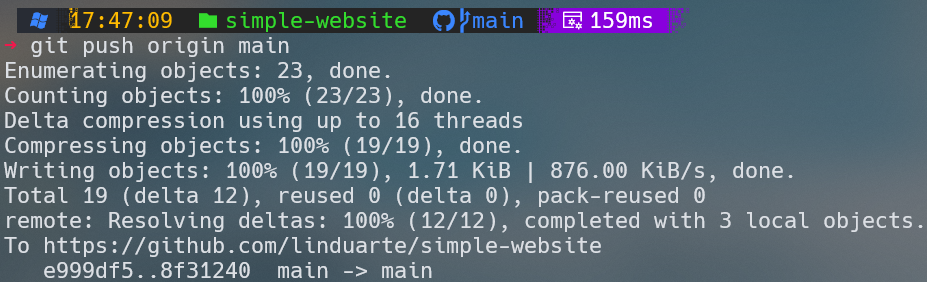 17:47:09 simple-website main 159ms
➜ git push origin main
Enumerating objects: 23, done.
Counting objects: 100% (23/23), done.
Delta compression using up to 16 threads
Compressing objects: 100% (19/19), done.
Writing objects: 100% (19/19), 1.71 KiB | 876.00 KiB/s, done.
Total 19 (delta 12), reused 0 (delta 0), pack-reused 0
remote: Resolving deltas: 100% (12/12), completed with 3 local objects.
To https://github.com/linduarte/simple-website
   e999df5..8f31240  main -> main